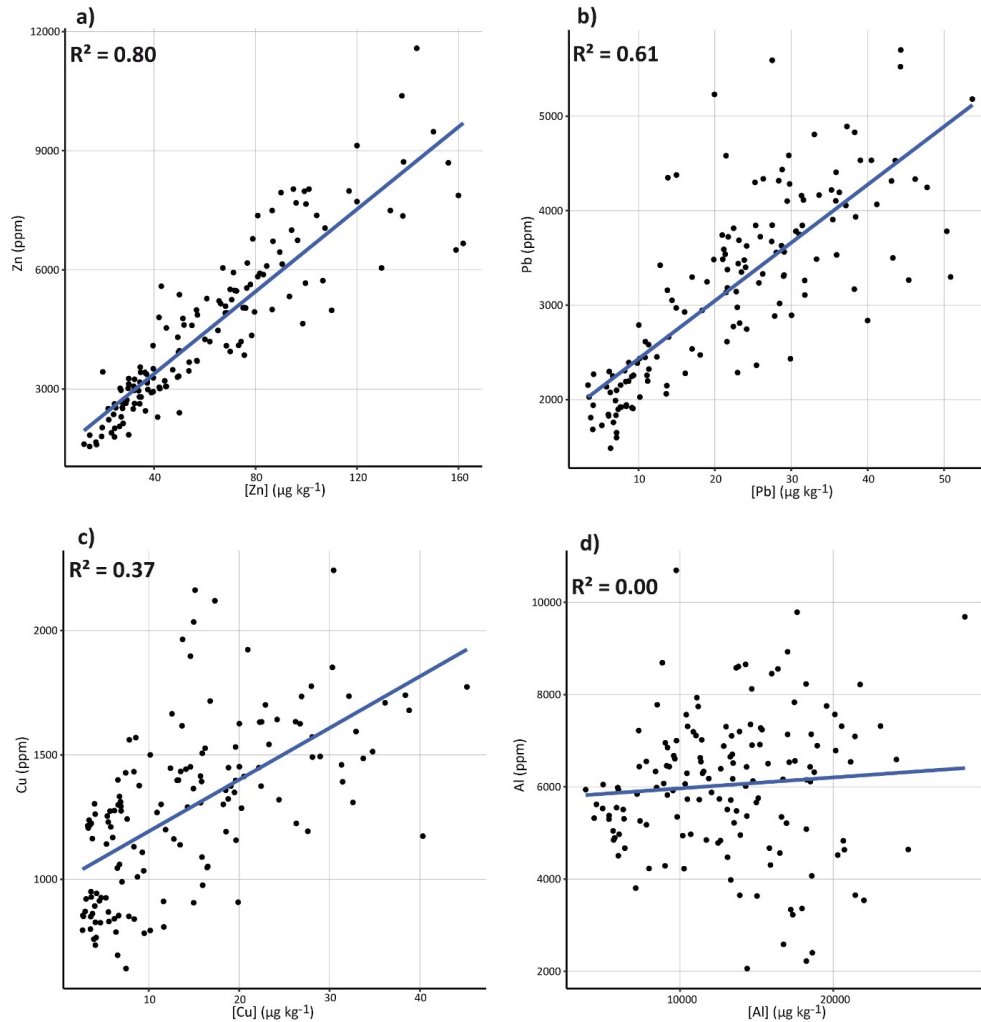 a)
R² = 0.80
12000
9000
6000
3000
Zn (ppm)
40
80
120
160
[Zn] (µg kg⁻¹)
b)
R² = 0.61
5000
4000
3000
2000
Pb (ppm)
10
20
30
40
50
[Pb] (µg kg⁻¹)
c)
R² = 0.37
2000
1500
1000
Cu (ppm)
10
20
30
40
[Cu] (µg kg⁻¹)
d)
R² = 0.00
10000
8000
6000
4000
2000
Al (ppm)
10000
20000
[Al] (µg kg⁻¹)